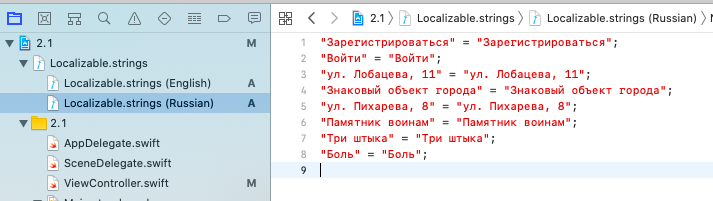 2.1 〉 Localizable.strings 〉 Localizable.strings (Russian) 〉
2.1 M
Localizable.strings
Localizable.strings (English) A
Localizable.strings (Russian) A
2.1
AppDelegate.swift
SceneDelegate.swift
ViewController.swift M
1 "Зарегистрироваться" = "Зарегистрироваться";
2 "Войти" = "Войти";
3 "ул. Лобацева, 11" = "ул. Лобацева, 11";
4 "Знаковый объект города" = "Знаковый объект города";
5 "ул. Пихарева, 8" = "ул. Пихарева, 8";
6 "Памятник воинам" = "Памятник воинам";
7 "Три штыка" = "Три штыка";
8 "Боль" = "Боль";
9